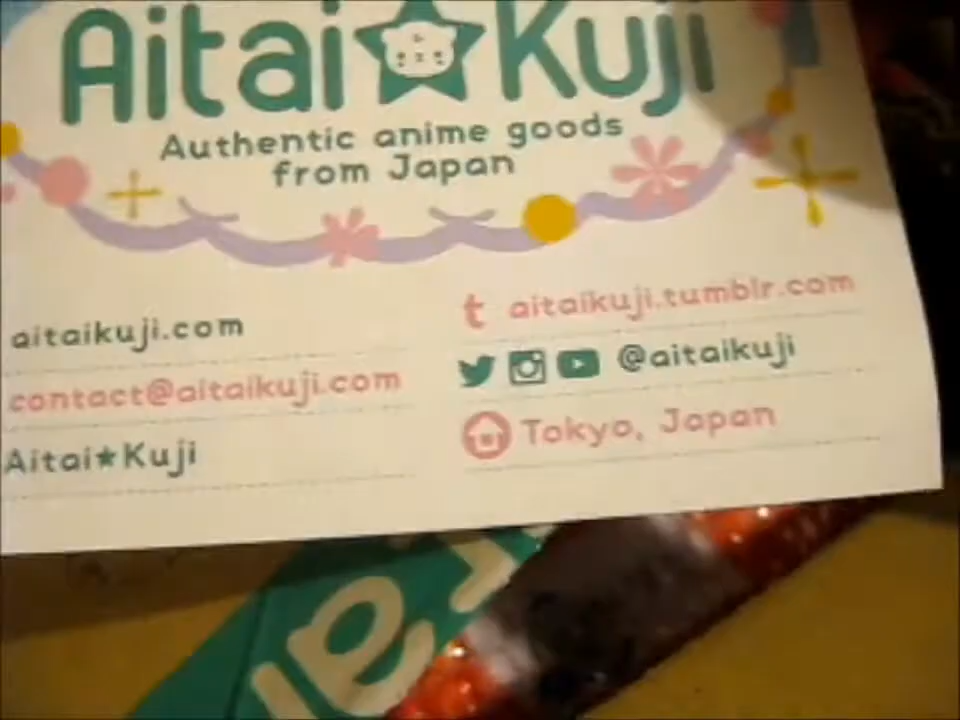 Aitai★Kuji
Authentic anime goods
from Japan
aitaikuji.com
contact@aitaikuji.com
Aitai★Kuji
t aitaikuji.tumblr.com
@aitaikuji
Tokyo, Japan